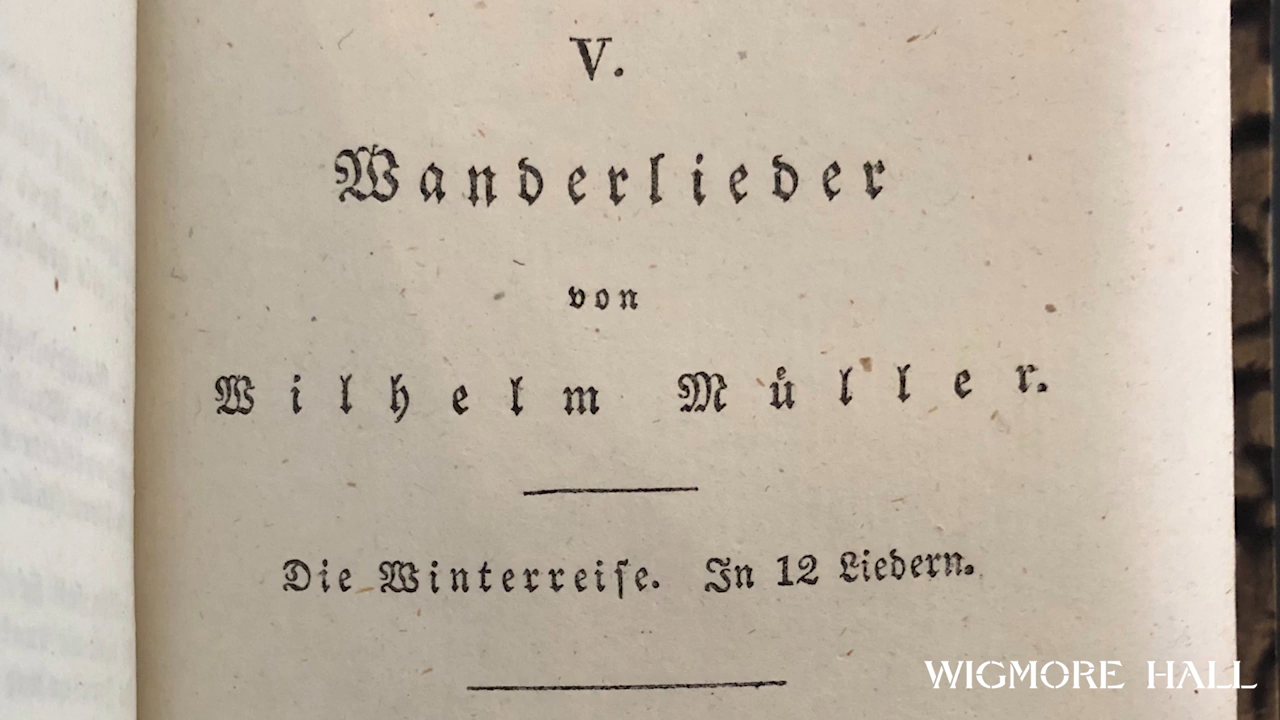 V.
Wanderlieder
von
Wilhelm Müller.
Die Winterreise. In 12 Liedern.
WIGMORE HALL